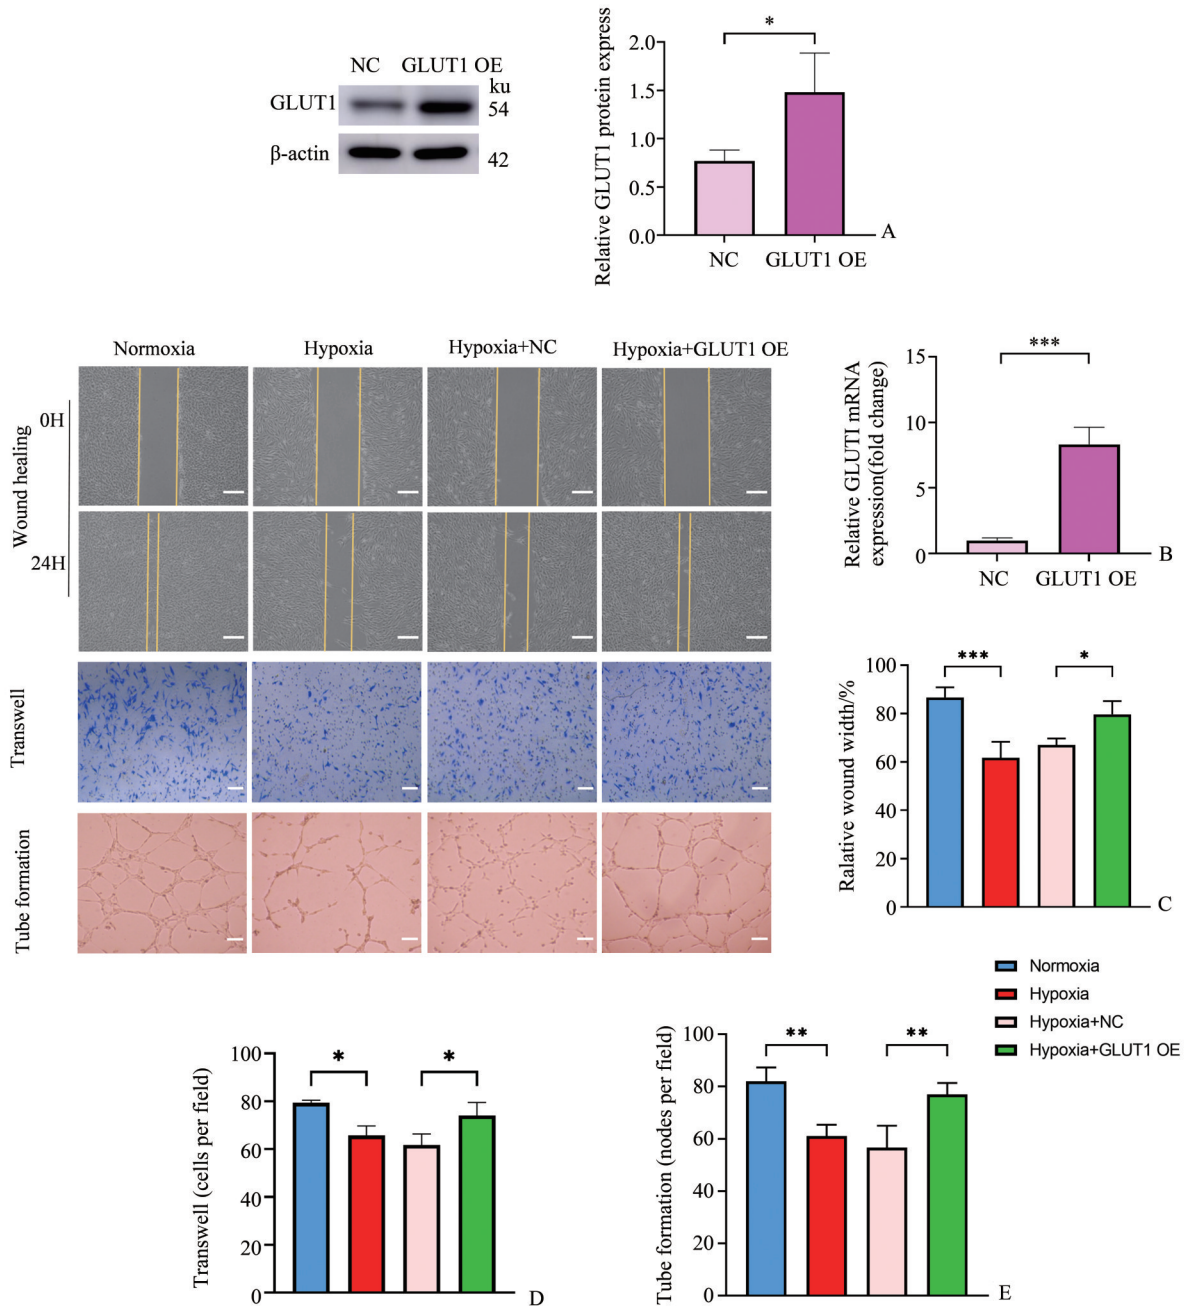 NC GLUT1 OE
ku
GLUT1 54
β-actin 42
Relative GLUT1 protein express
2.0
1.5
1.0
0.5
0.0
*
NC GLUT1 OE
A
Normoxia Hypoxia Hypoxia+NC Hypoxia+GLUT1 OE
Wound healing
0H
24H
Transwell
Tube formation
Relative GLUTI mRNA
expression(fold change)
15
10
5
0
***
NC GLUT1 OE
B
Ralative wound width/%
100
80
60
40
20
0
*** *
C
Normoxia
Hypoxia
Hypoxia+NC
Hypoxia+GLUT1 OE
Transwell (cells per field)
100
80
60
40
20
0
* *
D
Tube formation (nodes per field)
100
80
60
40
20
0
** **
E